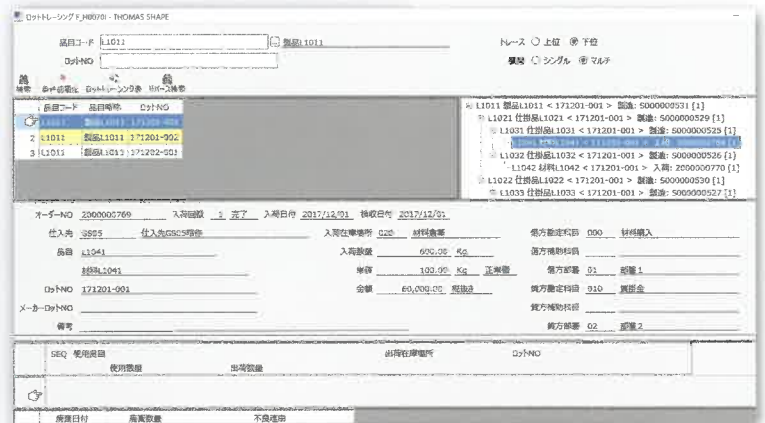 ロットトレーシング F_H0070I - THOMAS SHAPE
品目コード L1011 製品L1011
ロットNO
トレース 上位 下位
展開 シングル マルチ
検索 条件初期化 ロットトレーシング表 リバース検索
品目コード 品目略称 ロットNO
L1011 製品L1011 171201-001
2 L1011 製品L1011 171201-002
3 L1011 製品L1011 171202-001
L1011 製品L1011 < 171201-001 > 製造: S000000531 [1]
L1021 仕掛品L1021 < 171201-001 > 製造: S000000529 [1]
L1031 仕掛品L1031 < 171201-001 > 製造: S000000525 [1]
L1032 仕掛品L1032 < 171201-001 > 製造: S000000526 [1]
L1042 材料L1042 < 171201-001 > 入荷: 2000000770 [1]
L1022 仕掛品L1022 < 171201-001 > 製造: S000000530 [1]
L1033 仕掛品L1033 < 171201-001 > 製造: S000000527 [1]
オーダーNO 2000000769 入荷回数 1 完了 入荷日付 2017/12/01 検収日付 2017/12/01
仕入先 GS05 仕入先GS05略称 入荷在庫場所 020 材料倉庫 借方勘定科目 000 材料購入
品目 L1041 入荷数量 600.00 Kg 借方補助科目
材料L1041 単価 100.00 Kg 正単価 借方部署 01 部署1
ロットNO 171201-001 金額 60,000.00 税抜き 貸方勘定科目 010 買掛金
メーカーロットNO 貸方補助科目
備考 貸方部署 02 部署2
SEQ 使用品目 出荷在庫場所 ロットNO
使用数量 出荷数量
廃棄日付 廃棄数量 不良理由